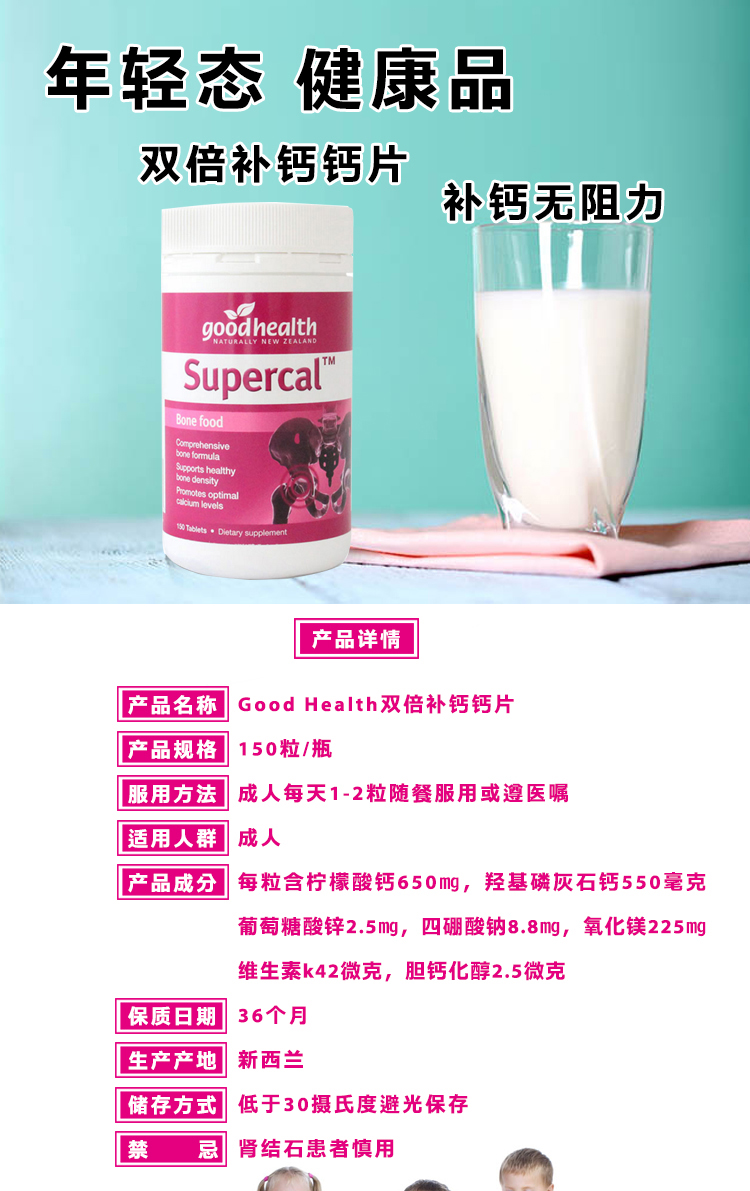 年轻态 健康品
双倍补钙钙片
补钙无阻力
goodhealth
NATURALLY NEW ZEALAND
Supercal™
Bone food
Comprehensive
bone formula
Supports healthy
bone density
Promotes optimal
calcium levels
150 Tablets • Dietary supplement
产品详情
产品名称 Good Health双倍补钙钙片
产品规格 150粒/瓶
服用方法 成人每天1-2粒随餐服用或遵医嘱
适用人群 成人
产品成分 每粒含柠檬酸钙650㎎，羟基磷灰石钙550毫克
葡萄糖酸锌2.5㎎，四硼酸钠8.8㎎，氧化镁225㎎
维生素k42微克，胆钙化醇2.5微克
保质日期 36个月
生产产地 新西兰
储存方式 低于30摄氏度避光保存
禁 忌 肾结石患者慎用